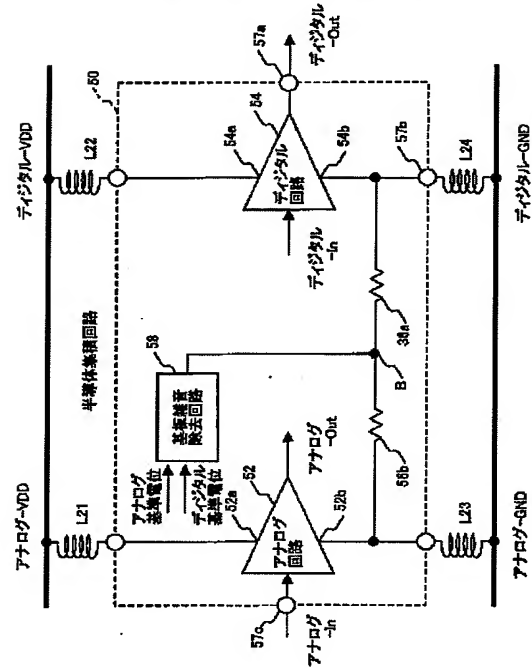 アナログ-VDD
ディジタル-VDD
L21
L22
半導体集積回路
50
58
基板雑音
除去回路
アナログ
基準電位
ディジタル基準電位
52a
52
アナログ
回路
52b
アナログ
-Out
57c
アナログ
-In
54a
54
ディジタル
回路
54b
ディジタル
-In
57a
ディジタル
-Out
57b
56b
B
36a
L23
L24
アナログ-GND
ディジタル-GND